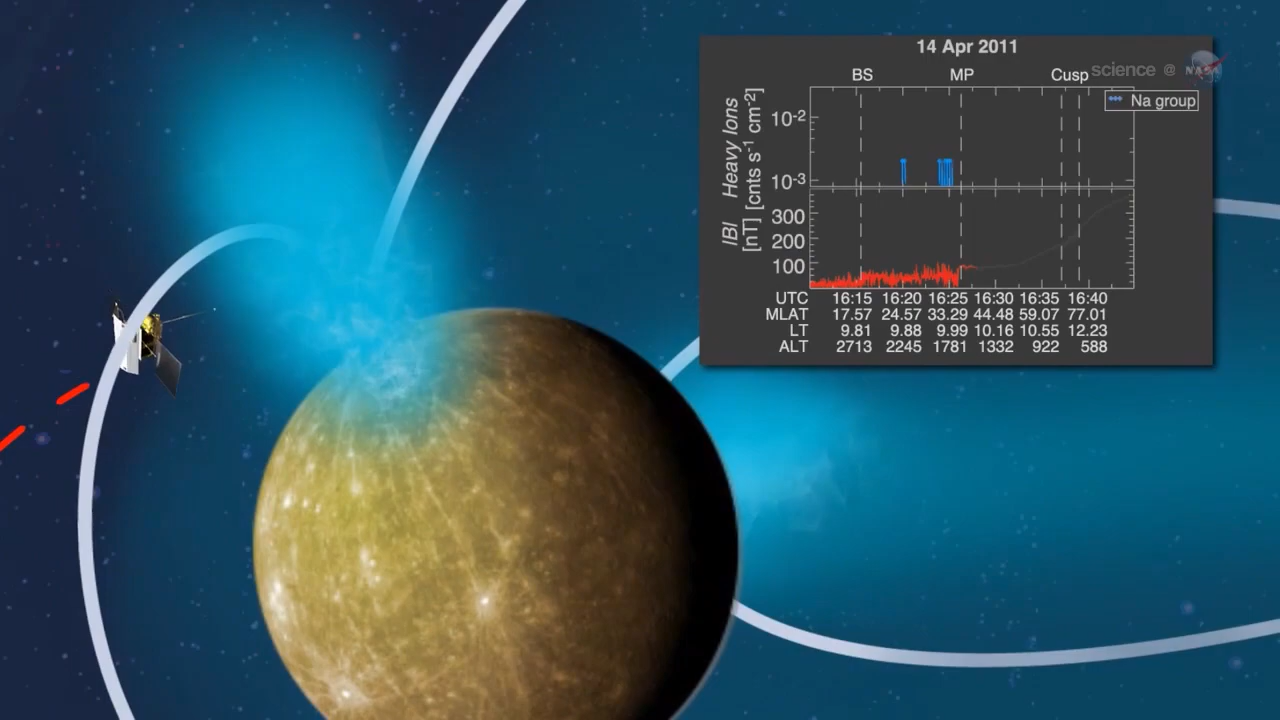 14 Apr 2011
BS MP Cusp
science @ NASA
Na group
Heavy Ions
[cnts s-1 cm-2]
10-2
10-3
|B|
[nT]
300
200
100
UTC 16:15 16:20 16:25 16:30 16:35 16:40
MLAT 17.57 24.57 33.29 44.48 59.07 77.01
LT 9.81 9.88 9.99 10.16 10.55 12.23
ALT 2713 2245 1781 1332 922 588